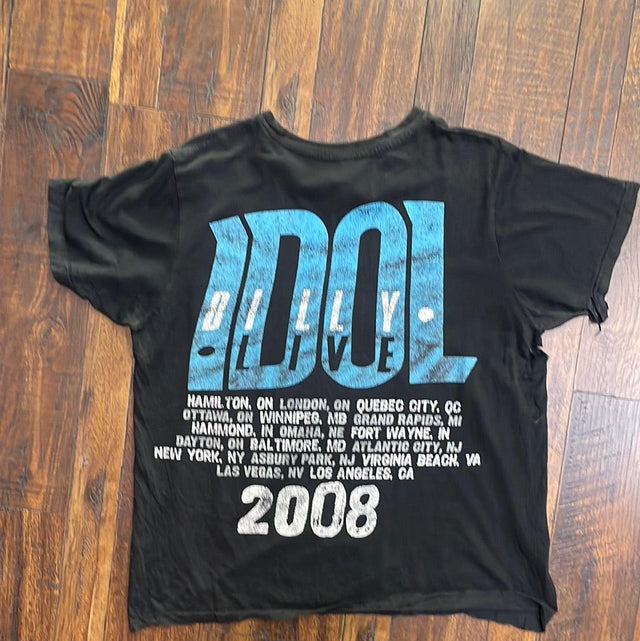 IDOL
BILLY
LIVE
HAMILTON, ON LONDON, ON QUEBEC CITY, QC
OTTAWA, ON WINNIPEG, MB GRAND RAPIDS, MI
HAMMOND, IN OMAHA, NE FORT WAYNE, IN
DAYTON, OH BALTIMORE, MD ATLANTIC CITY, NJ
NEW YORK, NY ASBURY PARK, NJ VIRGINIA BEACH, VA
LAS VEGAS, NV LOS ANGELES, CA
2008